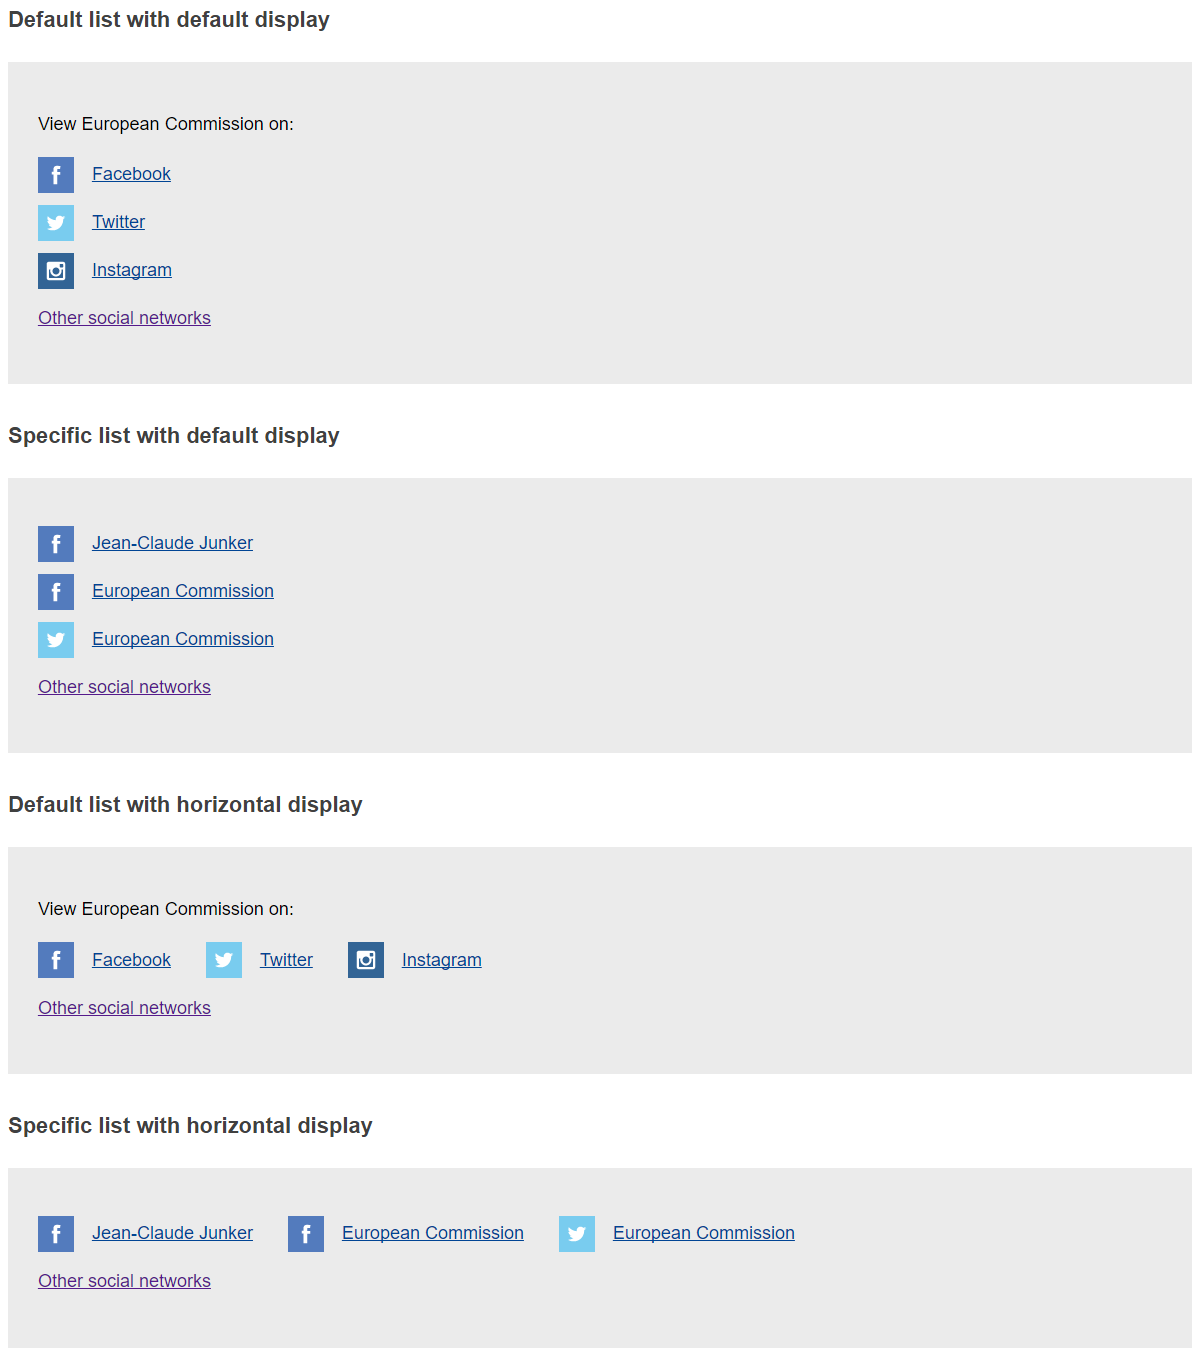 Default list with default display
View European Commission on:
Facebook
Twitter
Instagram
Other social networks
Specific list with default display
Jean-Claude Junker
European Commission
European Commission
Other social networks
Default list with horizontal display
View European Commission on:
Facebook Twitter Instagram
Other social networks
Specific list with horizontal display
Jean-Claude Junker European Commission European Commission
Other social networks